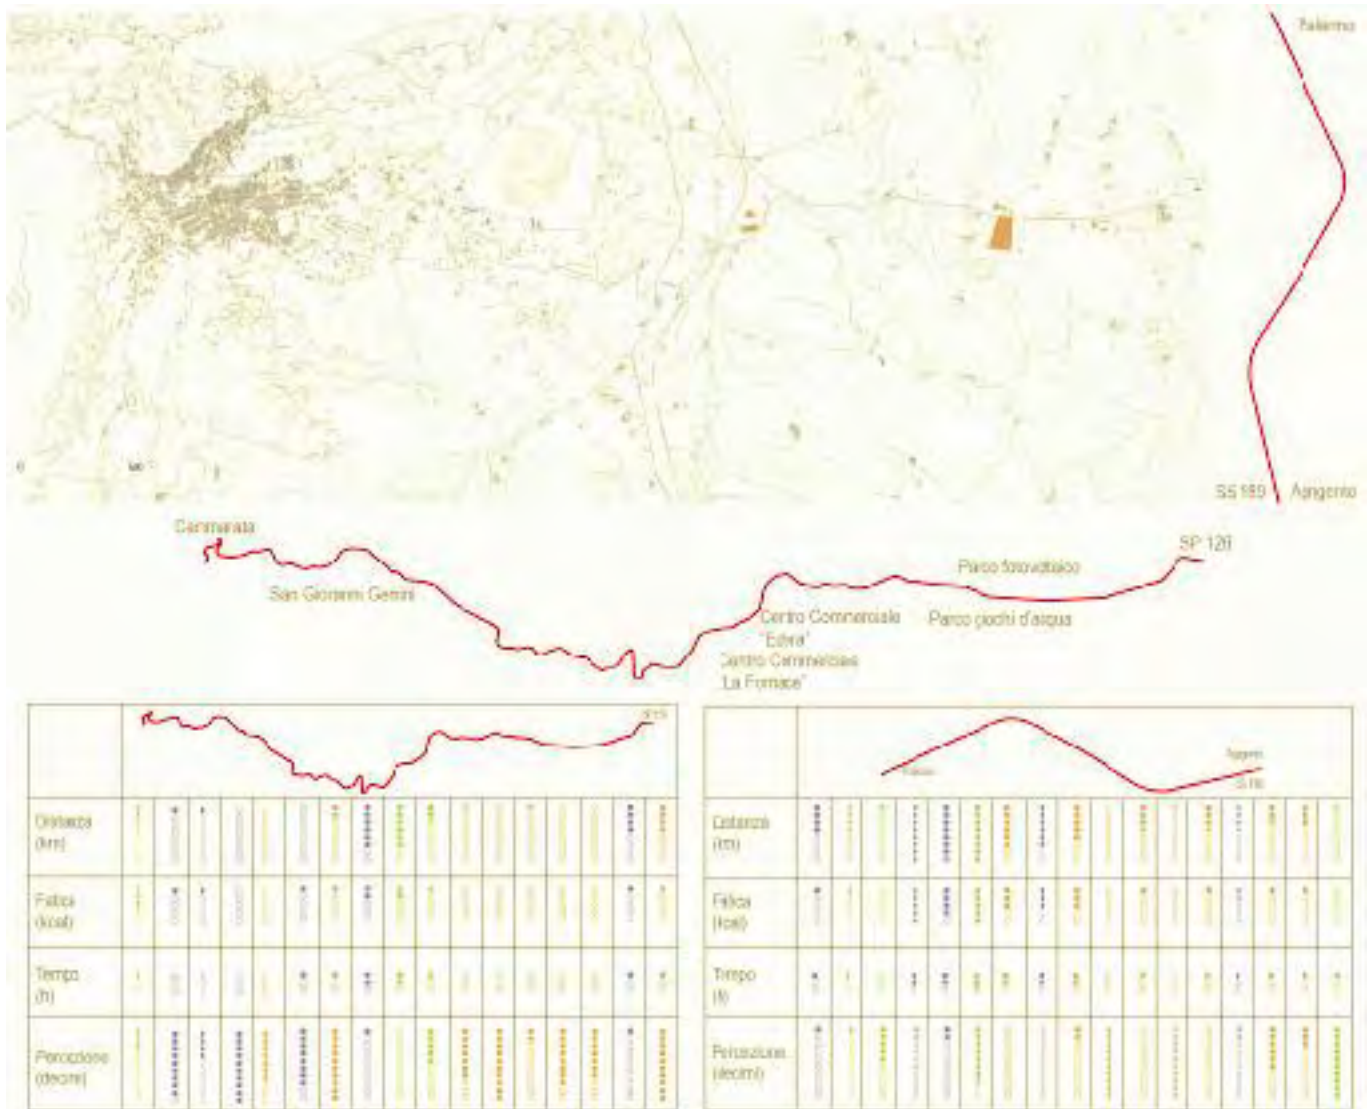 Palermo
SS 189 Agrigento
Cammarata
SP 126
Parco fotovoltaico
San Giovanni Gemini
Centro Commerciale
Parco giochi d'acqua
Centro Commerciale
"La Fornace"
Distanza
(km)
Distanza
(km)
Fatica
(kcal)
Fatica
(kcal)
Tempo
(h)
Tempo
(h)
Percezione
(decimi)
Percezione
(decimi)